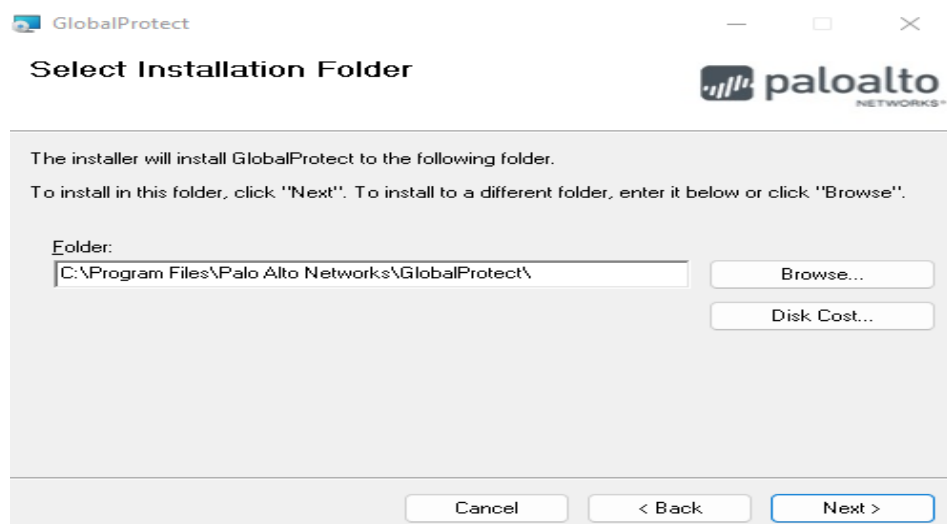 GlobalProtect
Select Installation Folder
paloalto
NETWORKS®
The installer will install GlobalProtect to the following folder.
To install in this folder, click "Next". To install to a different folder, enter it below or click "Browse".
Folder:
C:\Program Files\Palo Alto Networks\GlobalProtect\
Browse...
Disk Cost...
Cancel
< Back
Next >